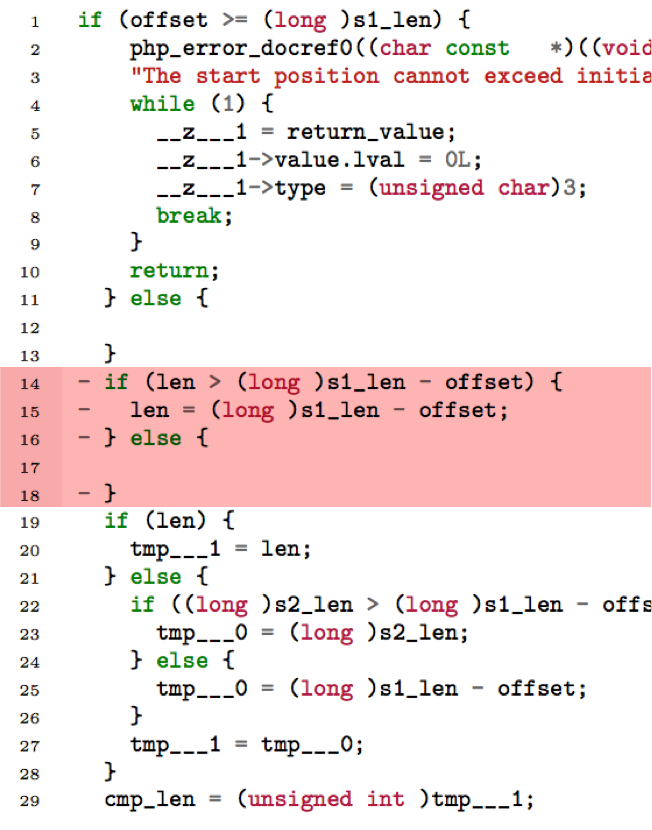 1 if (offset >= (long )s1_len) {
2 php_error_docref0((char const   *)((void
3 "The start position cannot exceed initia
4 while (1) {
5 __z___1 = return_value;
6 __z___1->value.lval = 0L;
7 __z___1->type = (unsigned char)3;
8 break;
9 }
10 return;
11 } else {
12
13 }
14 - if (len > (long )s1_len - offset) {
15 - len = (long )s1_len - offset;
16 - } else {
17
18 - }
19 if (len) {
20 tmp___1 = len;
21 } else {
22 if ((long )s2_len > (long )s1_len - offs
23 tmp___0 = (long )s2_len;
24 } else {
25 tmp___0 = (long )s1_len - offset;
26 }
27 tmp___1 = tmp___0;
28 }
29 cmp_len = (unsigned int )tmp___1;